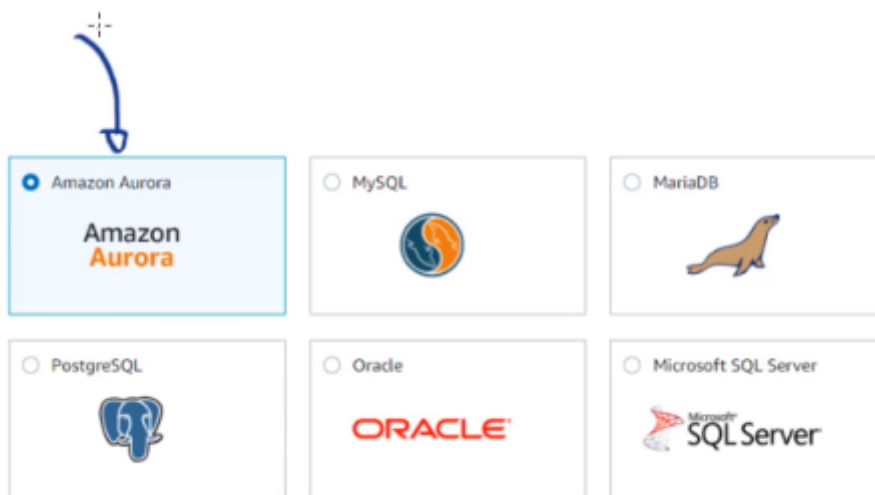 Amazon Aurora
Amazon
Aurora
MySQL
MariaDB
PostgreSQL
Oracle
ORACLE
Microsoft SQL Server
Microsoft
SQL Server